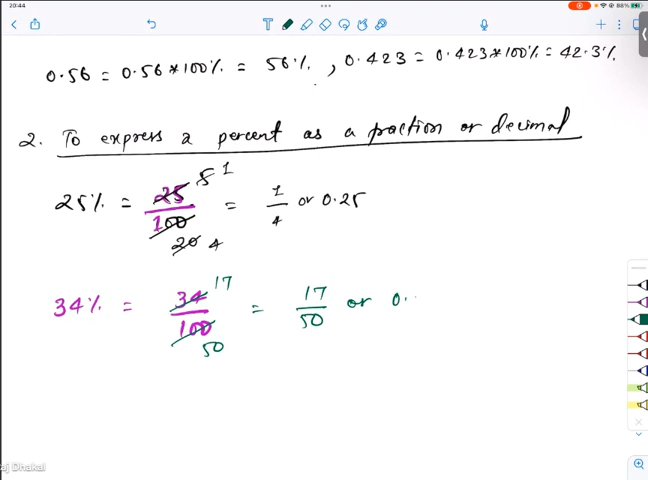 20:44
88%
0.56 = 0.56*100% = 56%, 0.423 = 0.423*100% = 42.3%
2. To express a percent as a fraction or decimal
25% = 25/100 5 1 20 4 = 1/4 or 0.25
34% = 34/100 17 50 = 17/50 or 0.
aj Dhakal